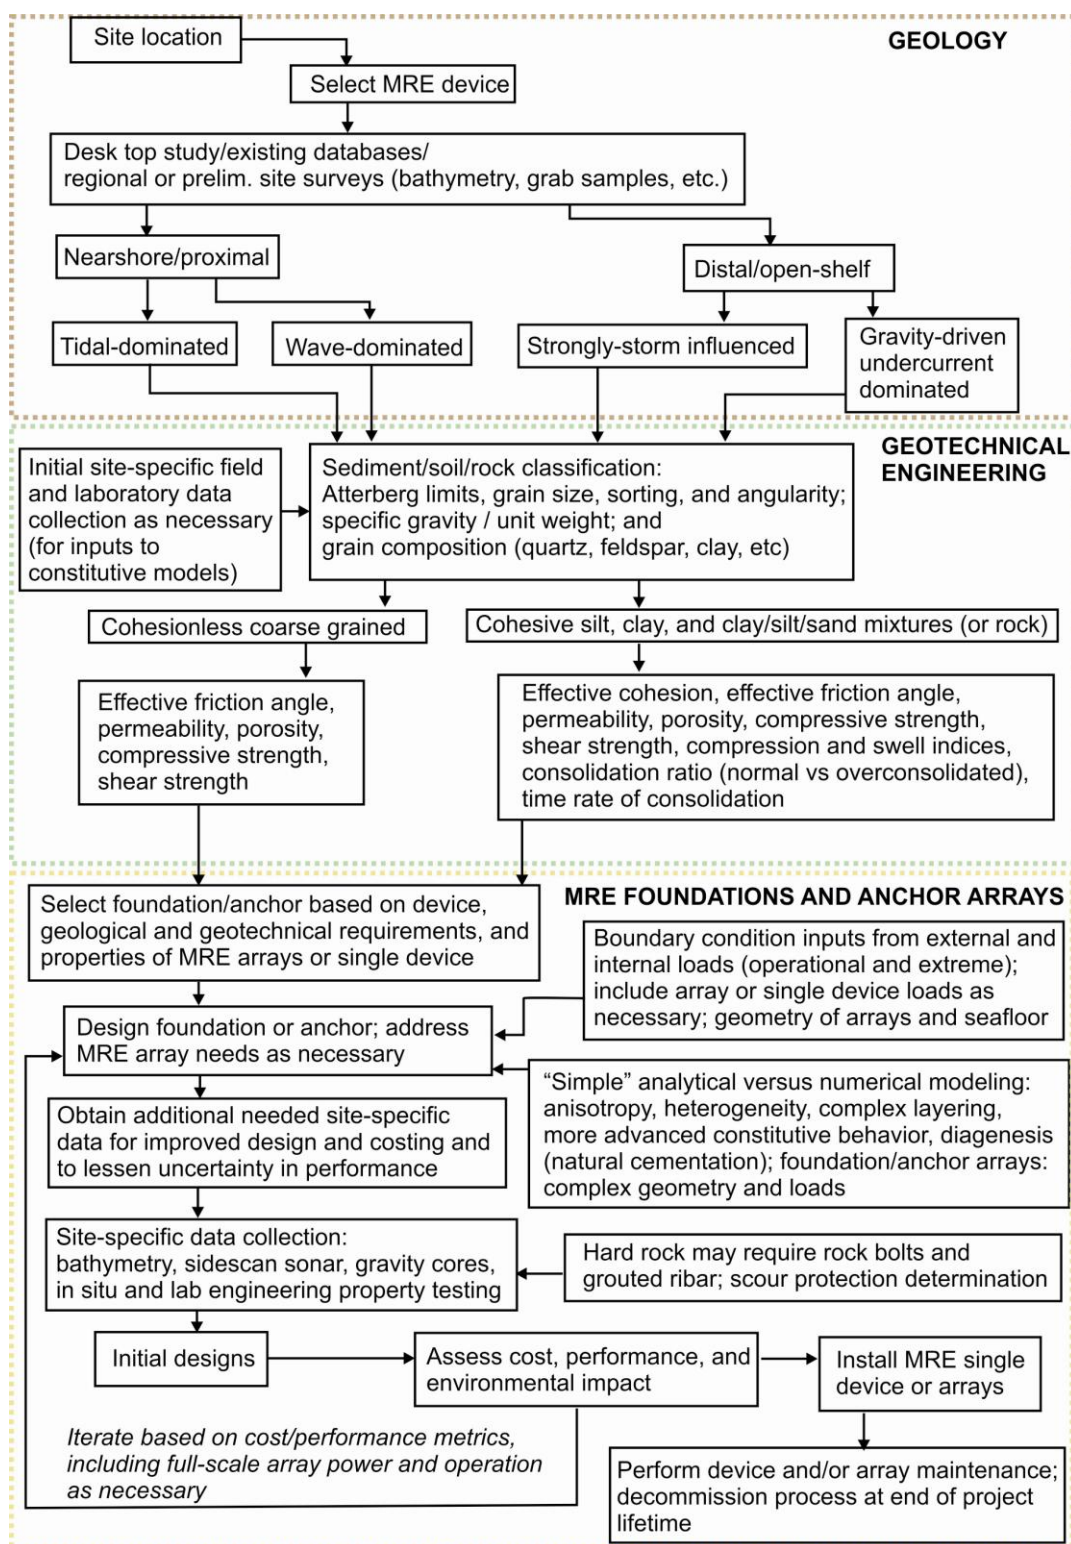 GEOLOGY
Site location
Select MRE device
Desk top study/existing databases/
regional or prelim. site surveys (bathymetry, grab samples, etc.)
Nearshore/proximal
Distal/open-shelf
Tidal-dominated
Wave-dominated
Strongly-storm influenced
Gravity-driven
undercurrent
dominated
GEOTECHNICAL
ENGINEERING
Initial site-specific field
and laboratory data
collection as necessary
(for inputs to
constitutive models)
Sediment/soil/rock classification:
Atterberg limits, grain size, sorting, and angularity;
specific gravity / unit weight; and
grain composition (quartz, feldspar, clay, etc)
Cohesionless coarse grained
Cohesive silt, clay, and clay/silt/sand mixtures (or rock)
Effective friction angle,
permeability, porosity,
compressive strength,
shear strength
Effective cohesion, effective friction angle,
permeability, porosity, compressive strength,
shear strength, compression and swell indices,
consolidation ratio (normal vs overconsolidated),
time rate of consolidation
MRE FOUNDATIONS AND ANCHOR ARRAYS
Select foundation/anchor based on device,
geological and geotechnical requirements, and
properties of MRE arrays or single device
Boundary condition inputs from external and
internal loads (operational and extreme);
include array or single device loads as
necessary; geometry of arrays and seafloor
Design foundation or anchor; address
MRE array needs as necessary
"Simple" analytical versus numerical modeling:
anisotropy, heterogeneity, complex layering,
more advanced constitutive behavior, diagenesis
(natural cementation); foundation/anchor arrays:
complex geometry and loads
Obtain additional needed site-specific
data for improved design and costing and
to lessen uncertainty in performance
Site-specific data collection:
bathymetry, sidescan sonar, gravity cores,
in situ and lab engineering property testing
Hard rock may require rock bolts and
grouted ribar; scour protection determination
Initial designs
Assess cost, performance, and
environmental impact
Install MRE single
device or arrays
Iterate based on cost/performance metrics,
including full-scale array power and operation
as necessary
Perform device and/or array maintenance;
decommission process at end of project
lifetime